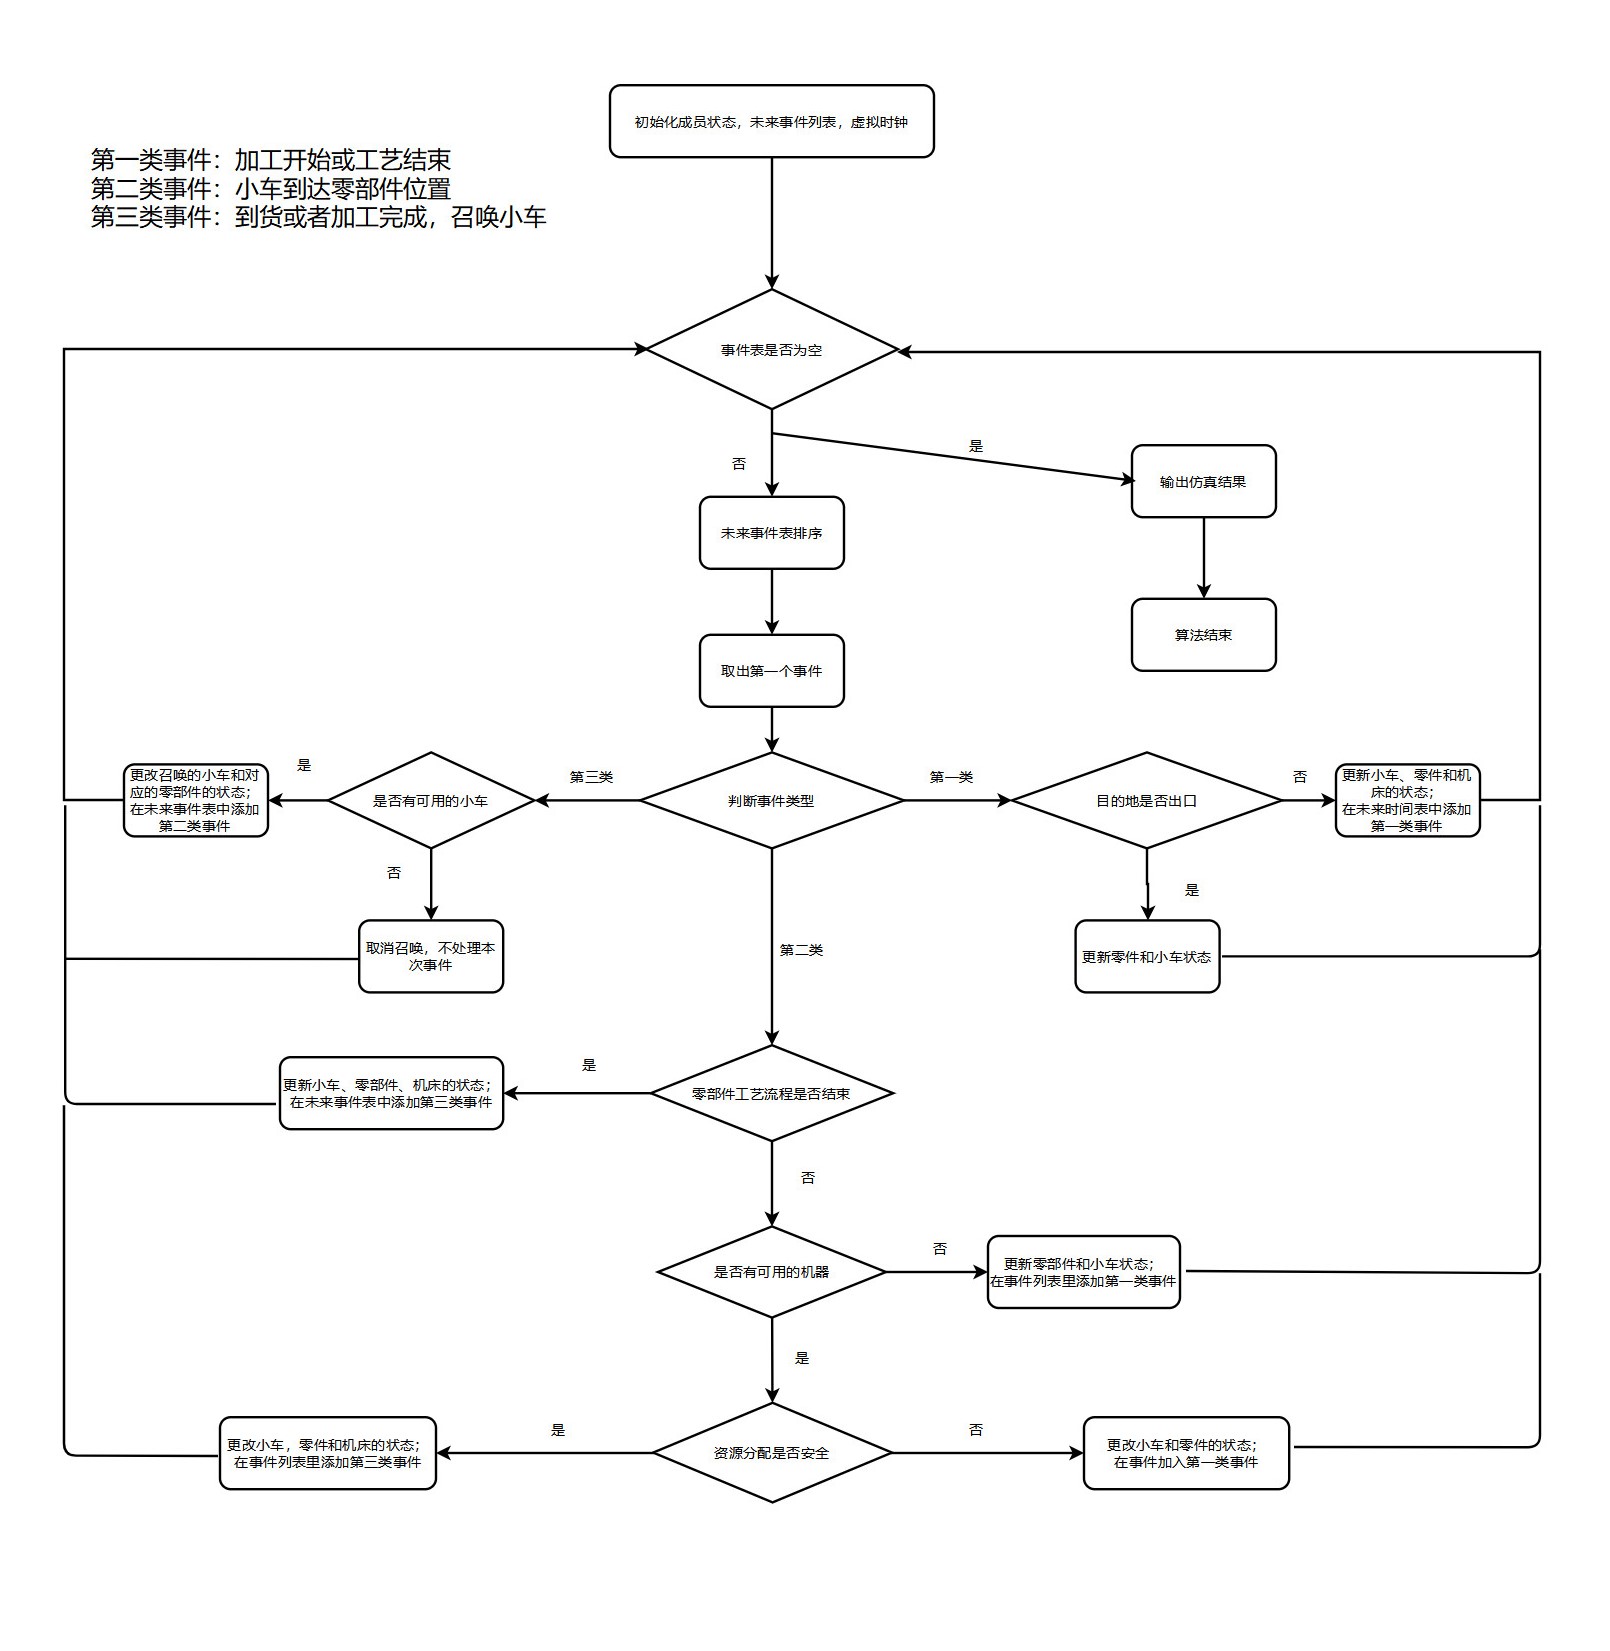 初始化成员状态，未来事件列表，虚拟时钟
第一类事件：加工开始或工艺结束
第二类事件：小车到达零部件位置
第三类事件：到货或者加工完成，召唤小车
事件表是否为空
是
否
输出仿真结果
未来事件表排序
算法结束
取出第一个事件
更改召唤的小车和对
应的零部件的状态；
在未来事件表中添加
第二类事件
是
是否有可用的小车
第三类
判断事件类型
第一类
目的地是否出口
否
更新小车、零件和机
床的状态；
在未来时间表中添加
第一类事件
否
是
取消召唤，不处理本
次事件
第二类
更新零件和小车状态
更新小车、零部件、机床的状态；
在未来事件表中添加第三类事件
是
零部件工艺流程是否结束
否
是否有可用的机器
否
更新零部件和小车状态；
在事件列表里添加第一类事件
是
更改小车，零件和机床的状态；
在事件列表里添加第三类事件
是
资源分配是否安全
否
更改小车和零件的状态；
在事件加入第一类事件